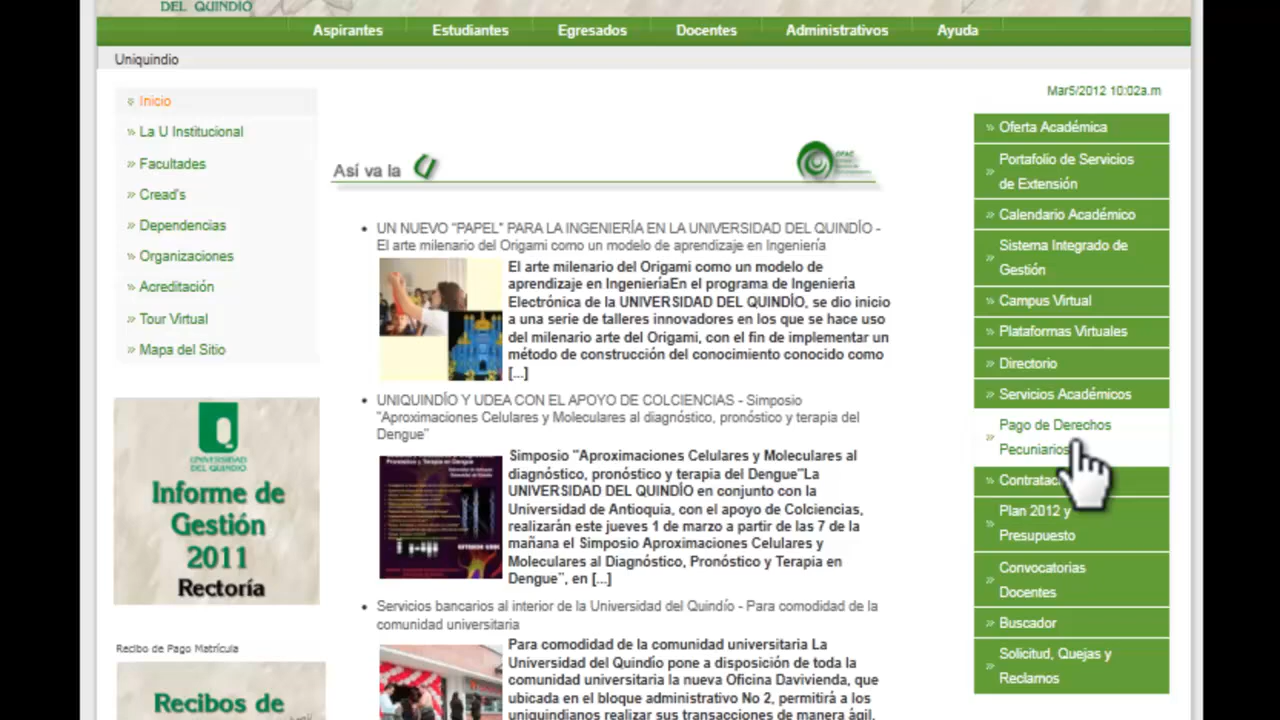 DEL QUINDIO
Aspirantes Estudiantes Egresados Docentes Administrativos Ayuda
Uniquindio
Mar5/2012 10:02a.m
Inicio
La U Institucional
Facultades
Cread's
Dependencias
Organizaciones
Acreditación
Tour Virtual
Mapa del Sitio
UNIVERSIDAD
DEL QUINDIO
Informe de
Gestión
2011
Rectoría
Recibo de Pago Matrícula
Recibos de
Así va la U
UN NUEVO "PAPEL" PARA LA INGENIERÍA EN LA UNIVERSIDAD DEL QUINDÍO -
El arte milenario del Origami como un modelo de aprendizaje en Ingeniería
El arte milenario del Origami como un modelo de
aprendizaje en IngenieríaEn el programa de Ingeniería
Electrónica de la UNIVERSIDAD DEL QUINDÍO, se dio inicio
a una serie de talleres innovadores en los que se hace uso
del milenario arte del Origami, con el fin de implementar un
método de construcción del conocimiento conocido como
[...]
UNIQUINDÍO Y UDEA CON EL APOYO DE COLCIENCIAS - Simposio
"Aproximaciones Celulares y Moleculares al diagnóstico, pronóstico y terapia del
Dengue"
Simposio "Aproximaciones Celulares y Moleculares al
diagnóstico, pronóstico y terapia del Dengue"La
UNIVERSIDAD DEL QUINDÍO en conjunto con la
Universidad de Antioquia, con el apoyo de Colciencias,
realizarán este jueves 1 de marzo a partir de las 7 de la
mañana el Simposio Aproximaciones Celulares y
Moleculares al Diagnóstico, Pronóstico y Terapia en
Dengue", en [...]
Servicios bancarios al interior de la Universidad del Quindío - Para comodidad de la
comunidad universitaria
Para comodidad de la comunidad universitaria La
Universidad del Quindío pone a disposición de toda la
comunidad universitaria la nueva Oficina Davivienda, que
ubicada en el bloque administrativo No 2, permitirá a los
uniquindianos realizar sus transacciones de manera ágil,
Oferta Académica
Portafolio de Servicios
de Extensión
Calendario Académico
Sistema Integrado de
Gestión
Campus Virtual
Plataformas Virtuales
Directorio
Servicios Académicos
Pago de Derechos
Pecuniarios
Contratac
Plan 2012 y
Presupuesto
Convocatorias
Docentes
Buscador
Solicitud, Quejas y
Reclamos